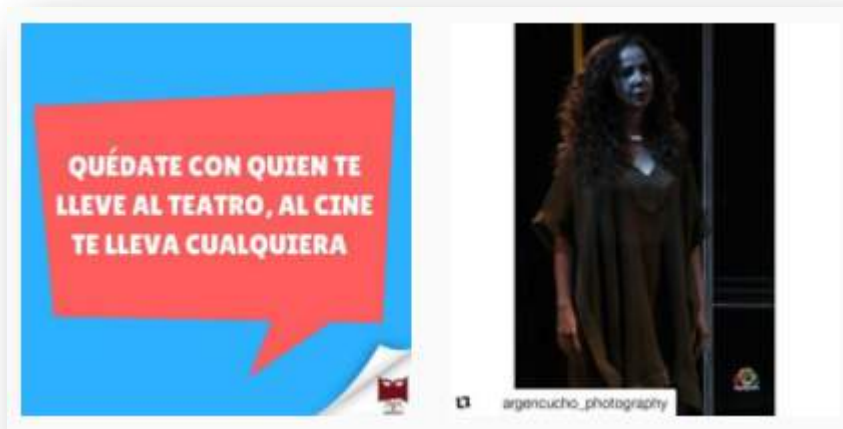 QUÉDATE CON QUIEN TE
LLEVE AL TEATRO, AL CINE
TE LLEVA CUALQUIERA
argencucho_photography